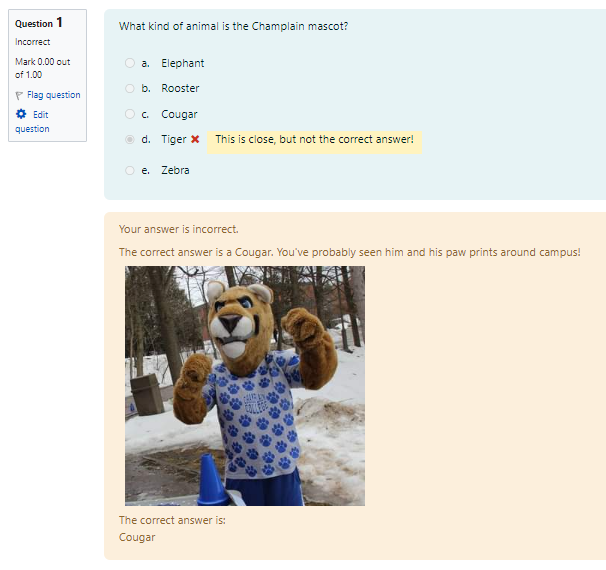 Question 1
Incorrect
Mark 0.00 out
of 1.00
Flag question
Edit
question
What kind of animal is the Champlain mascot?
a. Elephant
b. Rooster
c. Cougar
d. Tiger This is close, but not the correct answer!
e. Zebra
Your answer is incorrect.
The correct answer is a Cougar. You've probably seen him and his paw prints around campus!
The correct answer is:
Cougar